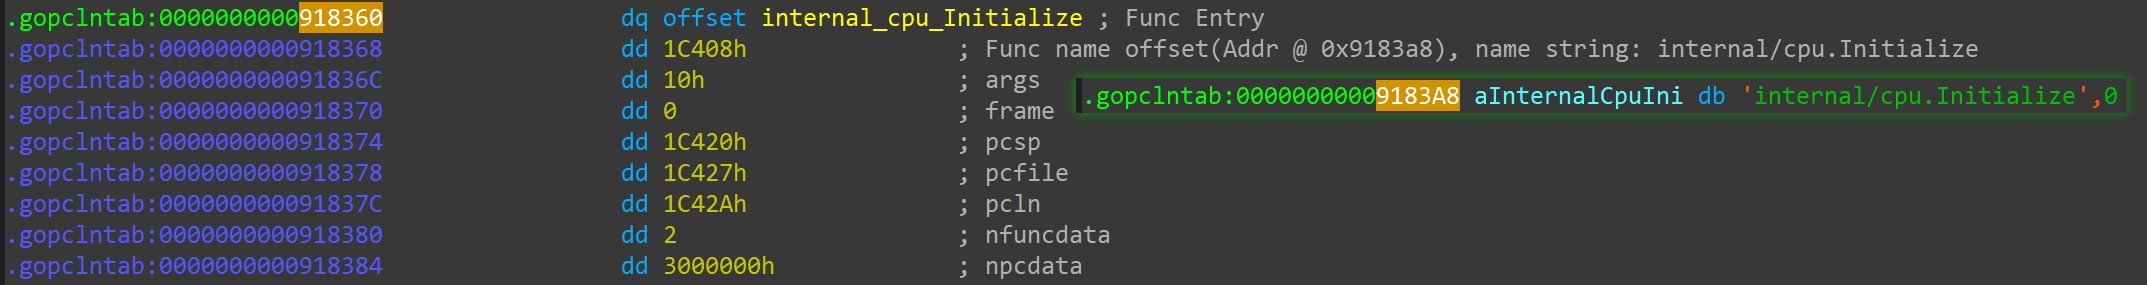 .gopclntab:0000000000918360 dq offset internal_cpu_Initialize ; Func Entry
.gopclntab:0000000000918368 dd 1C408h ; Func name offset(Addr @ 0x9183a8), name string: internal/cpu.Initialize
.gopclntab:000000000091836C dd 10h ; args
.gopclntab:00000000009183A8 aInternalCpuIni db 'internal/cpu.Initialize',0
.gopclntab:0000000000918370 dd 0 ; frame
.gopclntab:0000000000918374 dd 1C420h ; pcsp
.gopclntab:0000000000918378 dd 1C427h ; pcfile
.gopclntab:000000000091837C dd 1C42Ah ; pcln
.gopclntab:0000000000918380 dd 2 ; nfuncdata
.gopclntab:0000000000918384 dd 3000000h ; npcdata